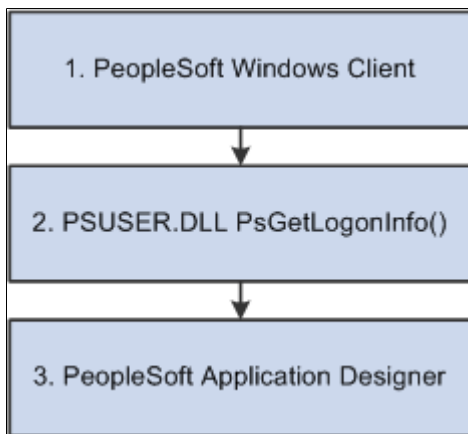 1. PeopleSoft Windows Client
2. PSUSER.DLL PsGetLogonInfo()
3. PeopleSoft Application Designer